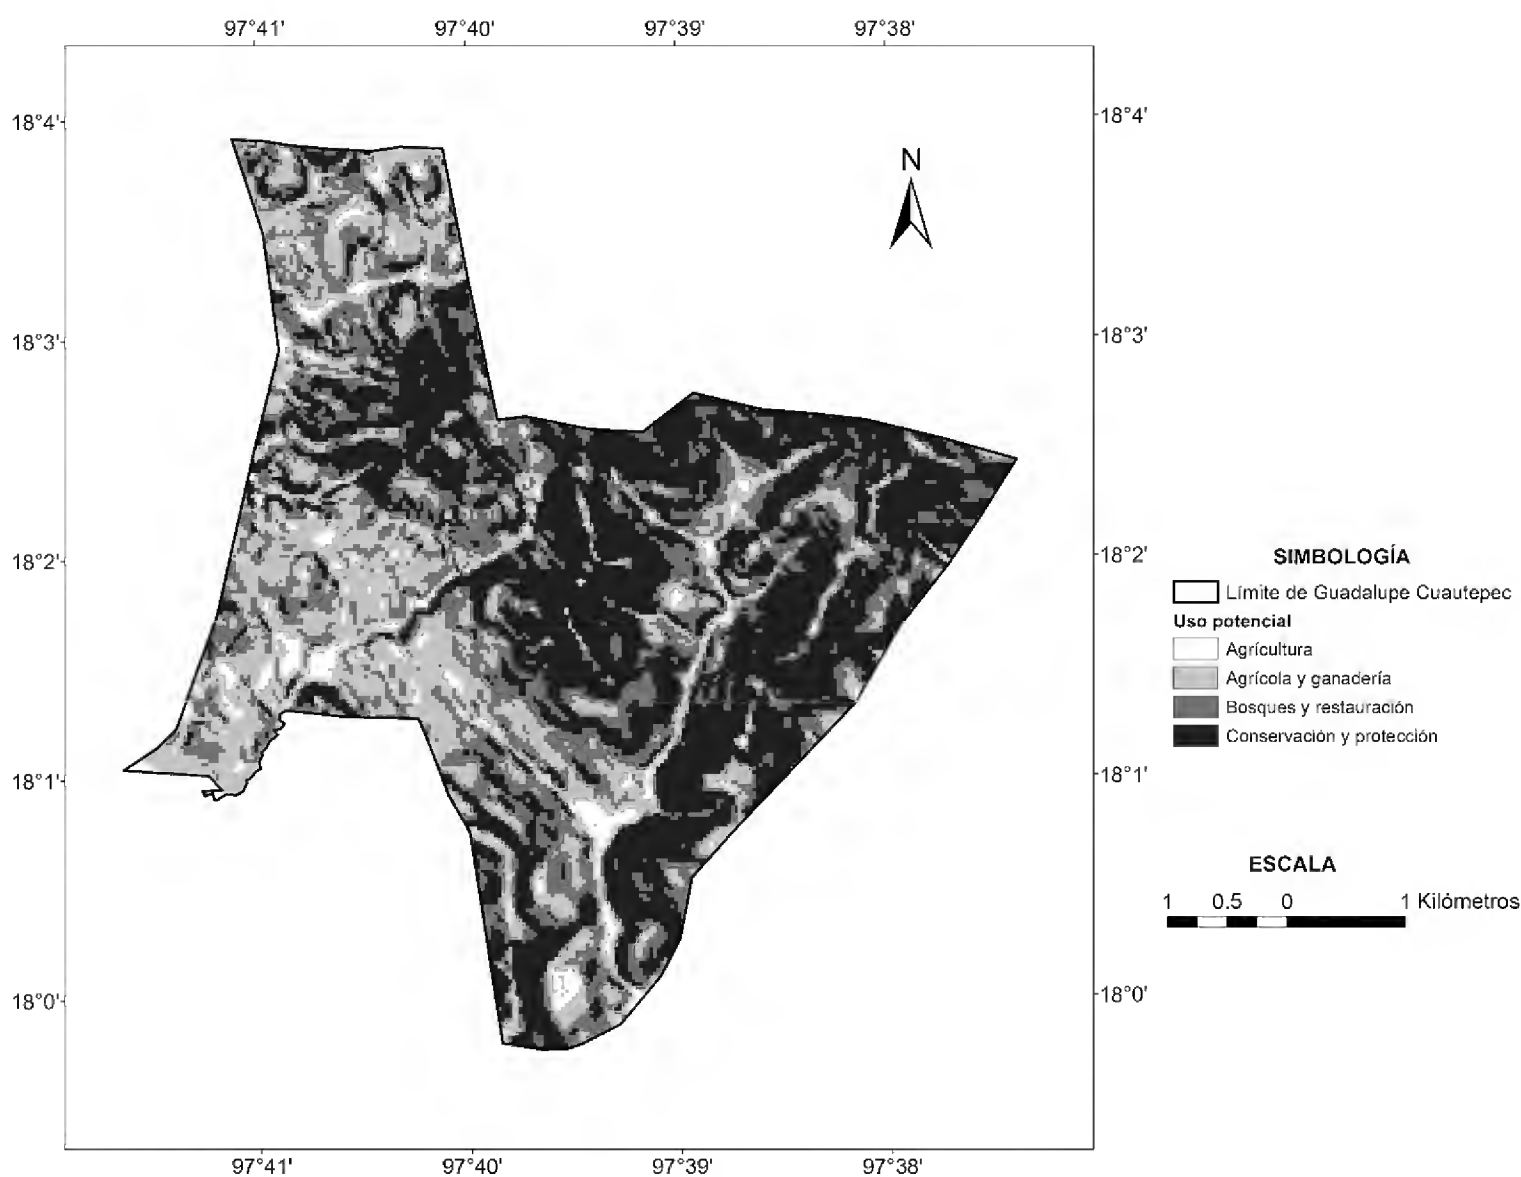 97°41' 97°40' 97°39' 97°38'
18°4' 18°4'
N
18°3' 18°3'
18°2' 18°2'
SIMBOLOGÍA
Límite de Guadalupe Cuautepec
Uso potencial
Agrícultura
Agrícola y ganadería
Bosques y restauración
Conservación y protección
18°1' 18°1'
ESCALA
1 0.5 0 1 Kilómetros
18°0' 18°0'
97°41' 97°40' 97°39' 97°38'